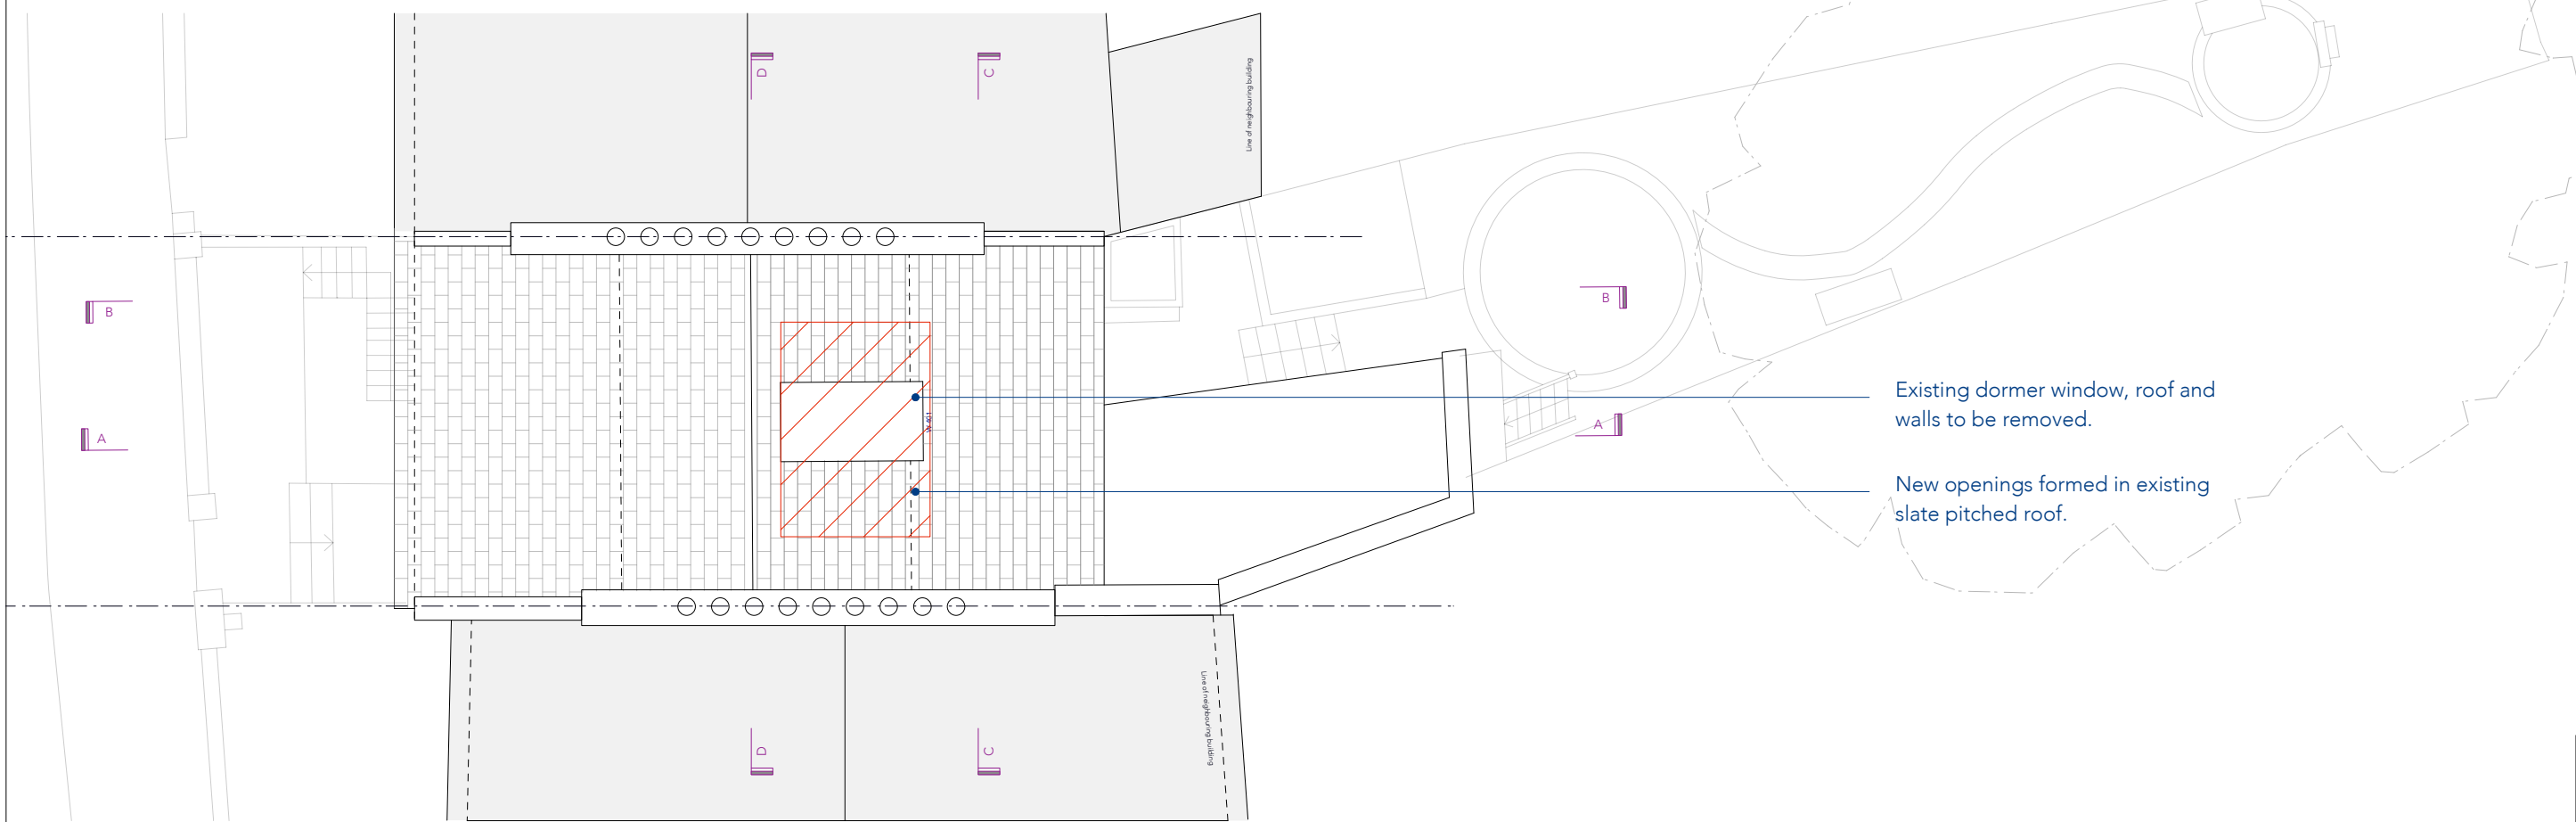 D
C
Line of neighbouring building
B
B
A
A
W.401
Existing dormer window, roof and
walls to be removed.
New openings formed in existing
slate pitched roof.
Line of neighbouring building
D
C